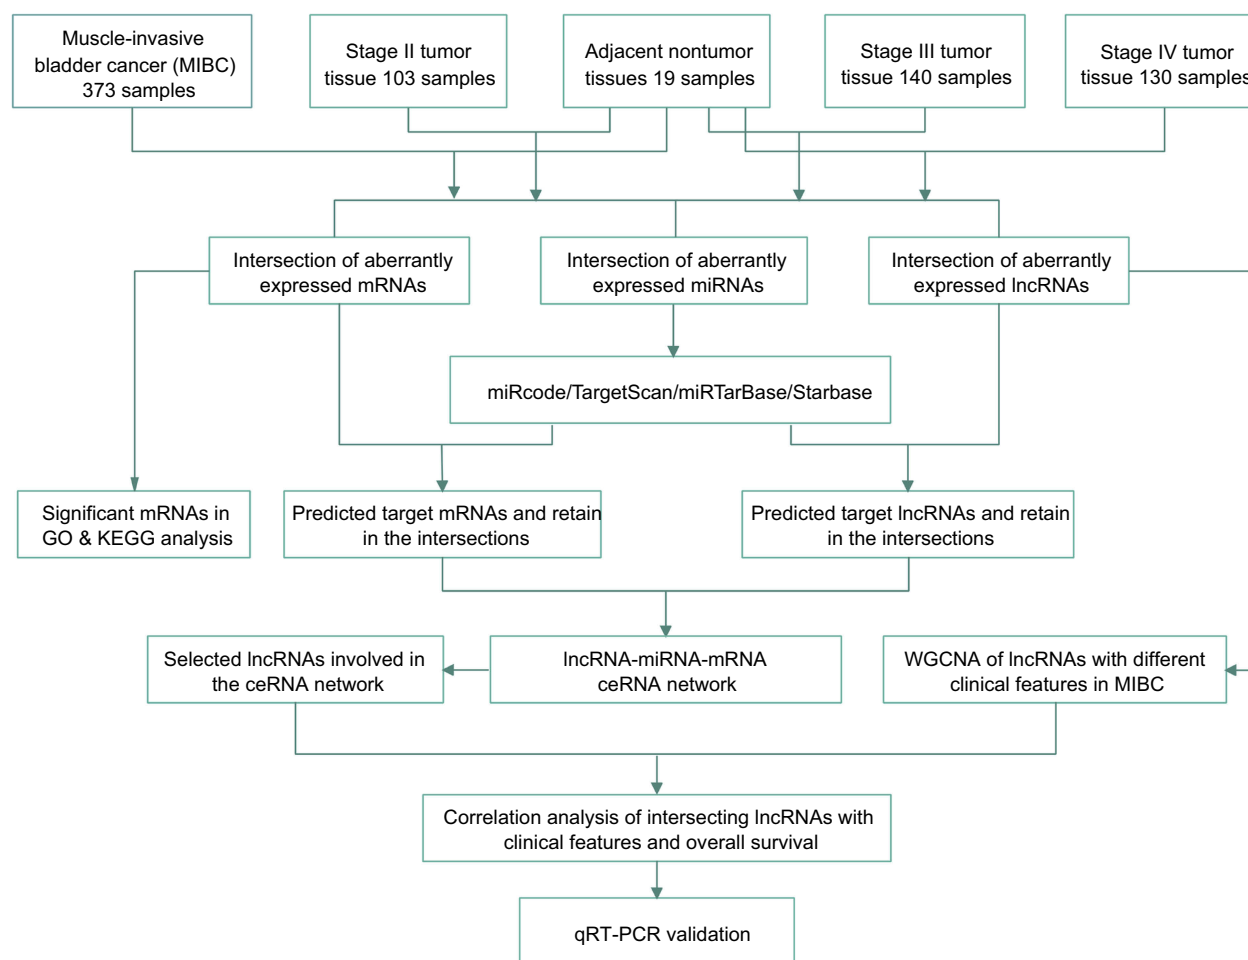 Muscle-invasive
bladder cancer (MIBC)
373 samples
Stage II tumor
tissue 103 samples
Adjacent nontumor
tissues 19 samples
Stage III tumor
tissue 140 samples
Stage IV tumor
tissue 130 samples
Intersection of aberrantly
expressed mRNAs
Intersection of aberrantly
expressed miRNAs
Intersection of aberrantly
expressed lncRNAs
miRcode/TargetScan/miRTarBase/Starbase
Significant mRNAs in
GO & KEGG analysis
Predicted target mRNAs and retain
in the intersections
Predicted target lncRNAs and retain
in the intersections
Selected lncRNAs involved in
the ceRNA network
lncRNA-miRNA-mRNA
ceRNA network
WGCNA of lncRNAs with different
clinical features in MIBC
Correlation analysis of intersecting lncRNAs with
clinical features and overall survival
qRT-PCR validation